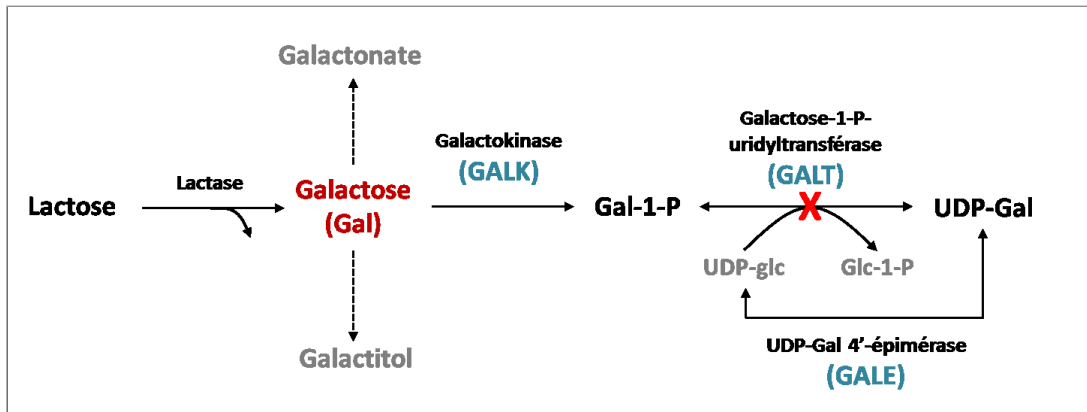 Galactonate
Galactokinase
(GALK)
Galactose-1-P-
uridyltransférase
(GALT)
Lactose
Lactase
Galactose
(Gal)
Gal-1-P
X
UDP-Gal
UDP-glc
Glc-1-P
Galactitol
UDP-Gal 4’-épimérase
(GALE)